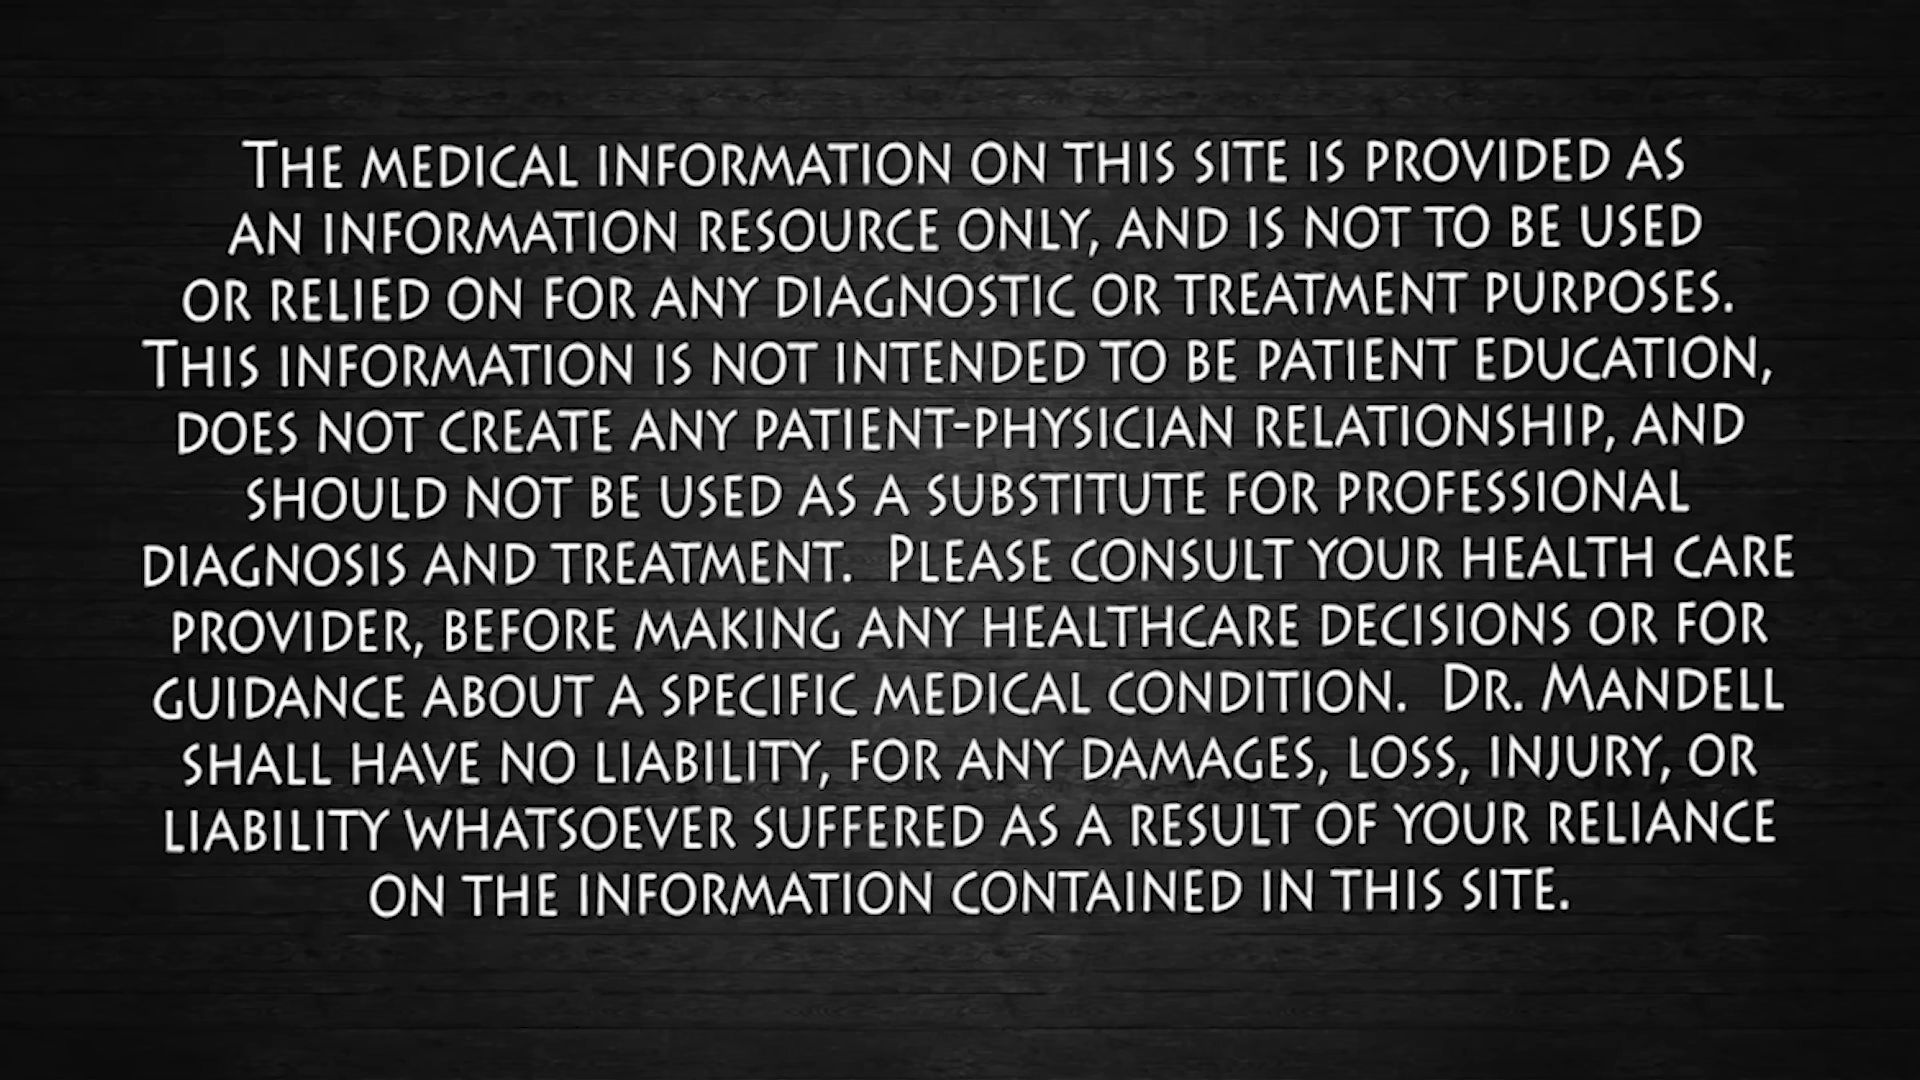 The medical information on this site is provided as
an information resource only, and is not to be used
or relied on for any diagnostic or treatment purposes.
This information is not intended to be patient education,
does not create any patient-physician relationship, and
should not be used as a substitute for professional
diagnosis and treatment.  Please consult your health care
provider, before making any healthcare decisions or for
guidance about a specific medical condition.  Dr. Mandell
shall have no liability, for any damages, loss, injury, or
liability whatsoever suffered as a result of your reliance
on the information contained in this site.